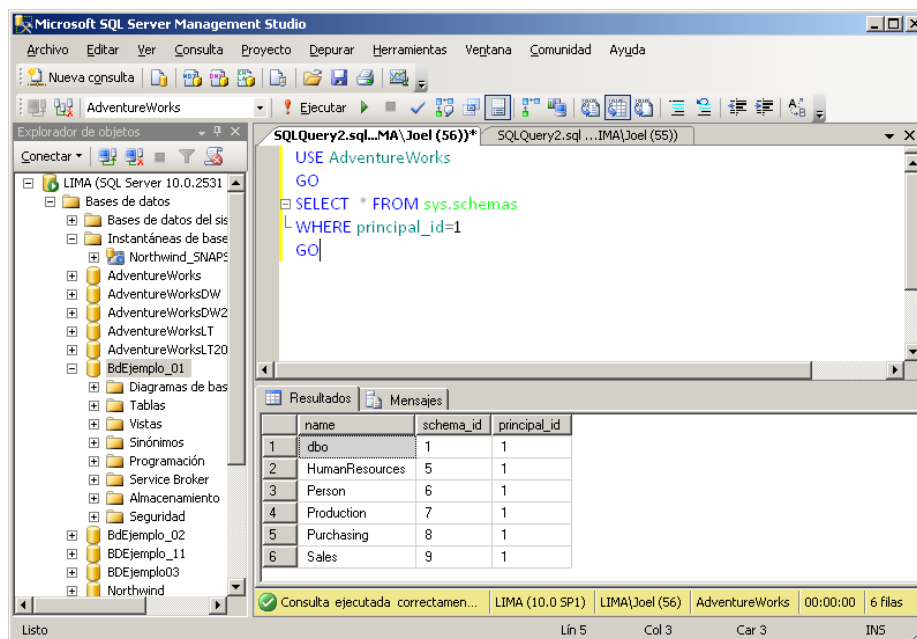 Microsoft SQL Server Management Studio
Archivo Editar Ver Consulta Proyecto Depurar Herramientas Ventana Comunidad Ayuda
Nueva consulta
AdventureWorks
Ejecutar
Explorador de objetos
SQLQuery2.sql...MA\Joel (56))*
SQLQuery2.sql ...IMA\Joel (55))
Conectar
LIMA (SQL Server 10.0.2531
Bases de datos
Bases de datos del sis
Instantáneas de base
Northwind_SNAPS
AdventureWorks
AdventureWorksDW
AdventureWorksDW2
AdventureWorksLT
AdventureWorksLT20
BdEjemplo_01
Diagramas de bas
Tablas
Vistas
Sinónimos
Programación
Service Broker
Almacenamiento
Seguridad
BdEjemplo_02
BDEjemplo_11
BDEjemplo03
Northwind
USE AdventureWorks
GO
SELECT * FROM sys.schemas
WHERE principal_id=1
GO
Resultados Mensajes
name schema_id principal_id
1 dbo 1 1
2 HumanResources 5 1
3 Person 6 1
4 Production 7 1
5 Purchasing 8 1
6 Sales 9 1
Consulta ejecutada correctamen... LIMA (10.0 SP1) LIMA\Joel (56) AdventureWorks 00:00:00 6 filas
Listo Lín 5 Col 3 Car 3 INS